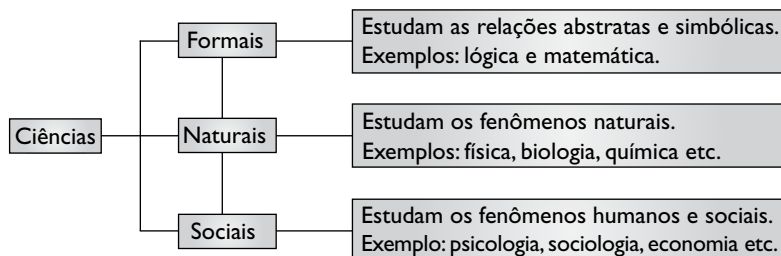 Ciências
Formais
Estudam as relações abstratas e simbólicas.
Exemplos: lógica e matemática.
Naturais
Estudam os fenômenos naturais.
Exemplos: física, biologia, química etc.
Sociais
Estudam os fenômenos humanos e sociais.
Exemplo: psicologia, sociologia, economia etc.